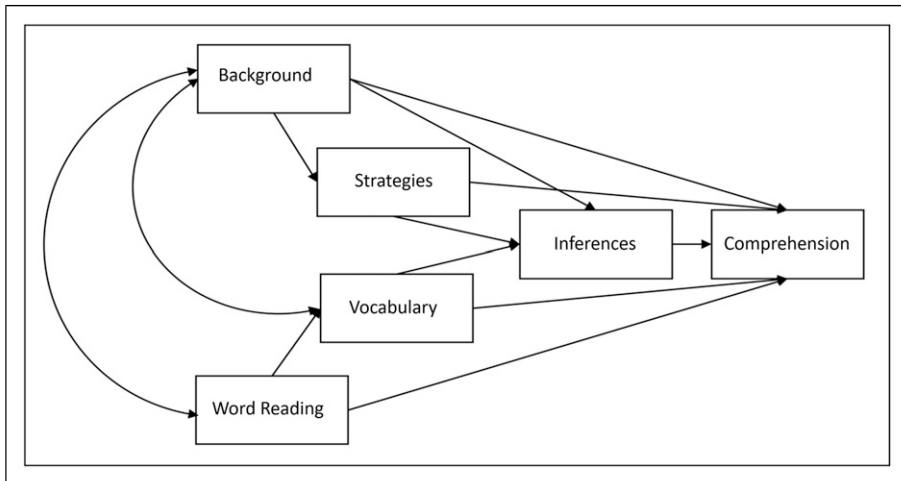 Background
Strategies
Inferences
Comprehension
Vocabulary
Word Reading